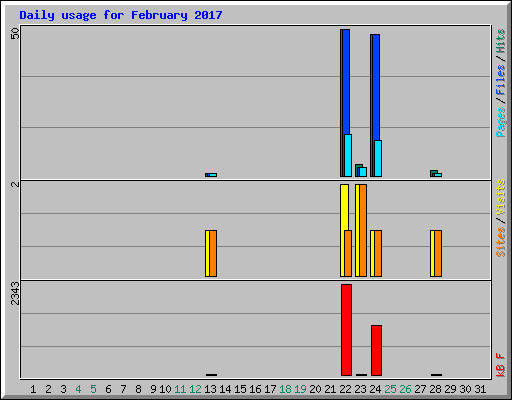 Daily usage for February 2017
50
Pages/Files/Hits
2
Sites/Visits
2343
kB F
1 2 3 4 5 6 7 8 9 10 11 12 13 14 15 16 17 18 19 20 21 22 23 24 25 26 27 28 29 30 31